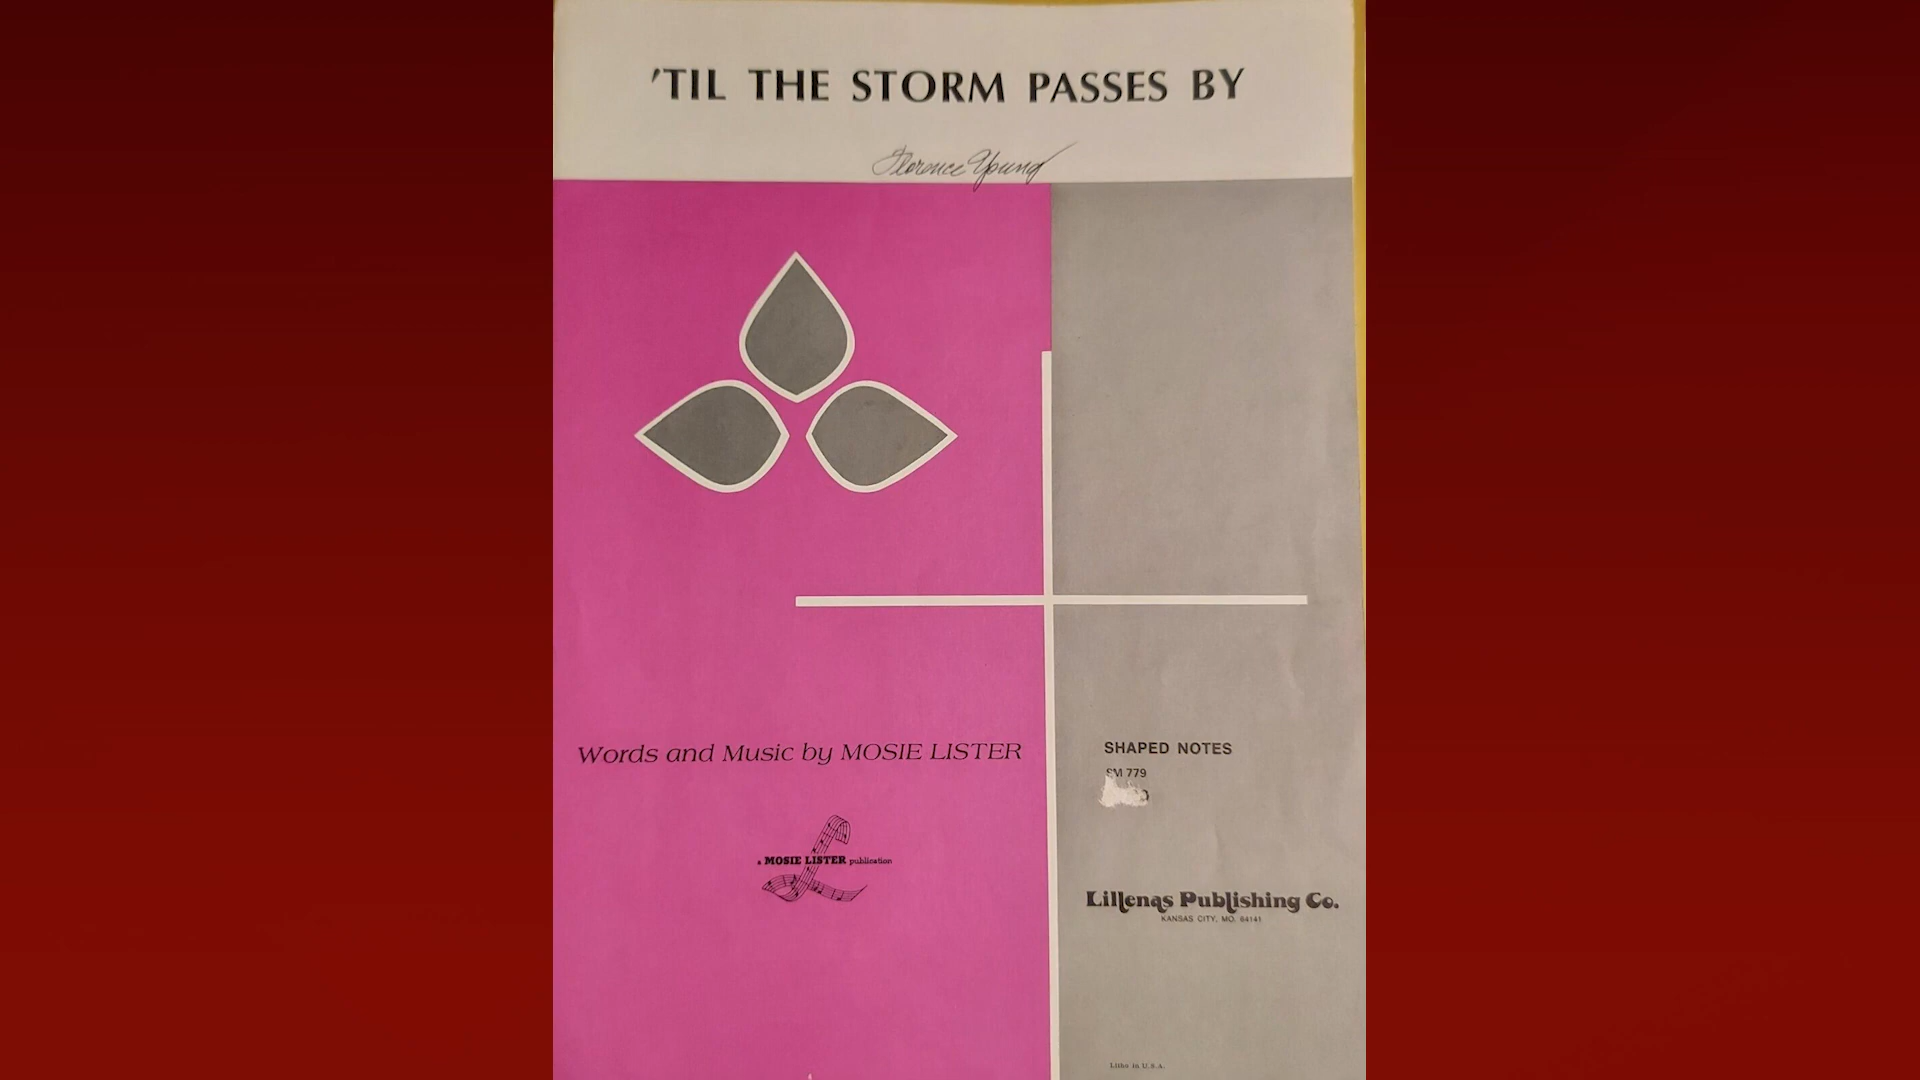 'TIL THE STORM PASSES BY
Florence Young
Words and Music by MOSIE LISTER
SHAPED NOTES
SM 779
a MOSIE LISTER publication
Lillenas Publishing Co.
KANSAS CITY, MO. 64141
Litho in U.S.A.